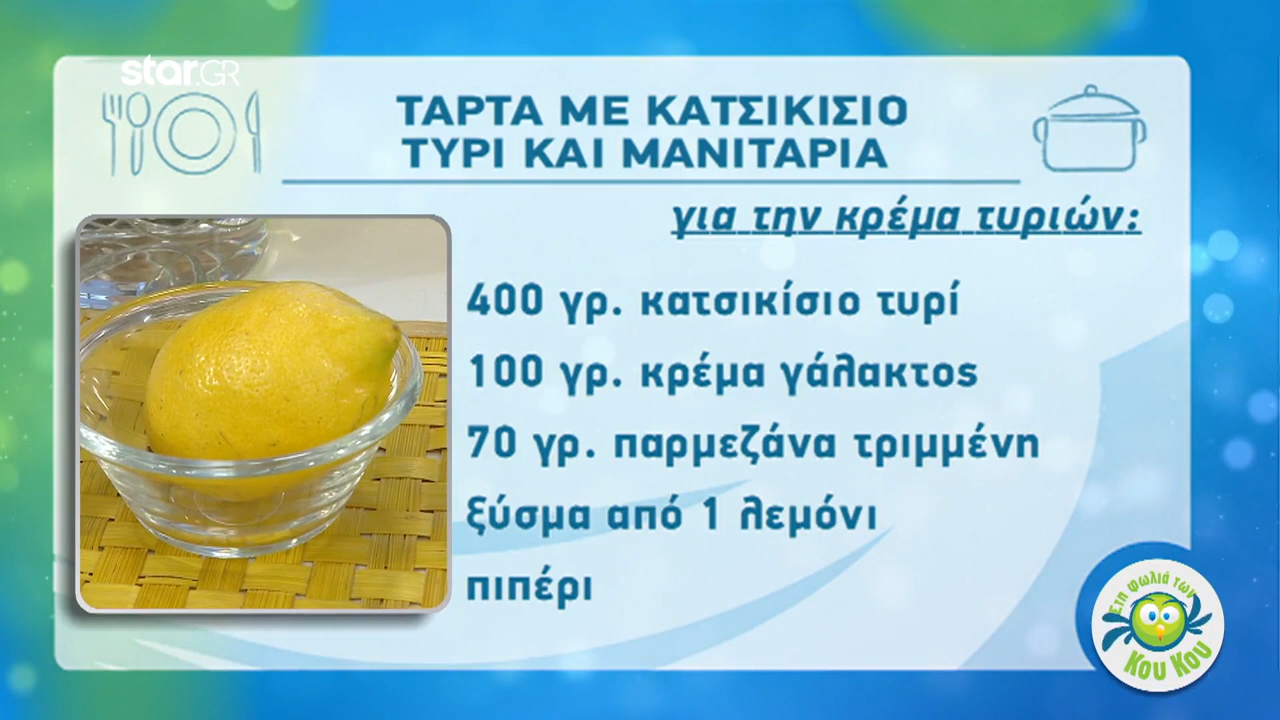 star.GR
ΤΑΡΤΑ ΜΕ ΚΑΤΣΙΚΙΣΙΟ
ΤΥΡΙ ΚΑΙ ΜΑΝΙΤΑΡΙΑ
για την κρέμα τυριών:
400 γρ. κατσικίσιο τυρί
100 γρ. κρέμα γάλακτος
70 γρ. παρμεζάνα τριμμένη
ξύσμα από 1 λεμόνι
πιπέρι
Στη φωλιά των
Κου Κου